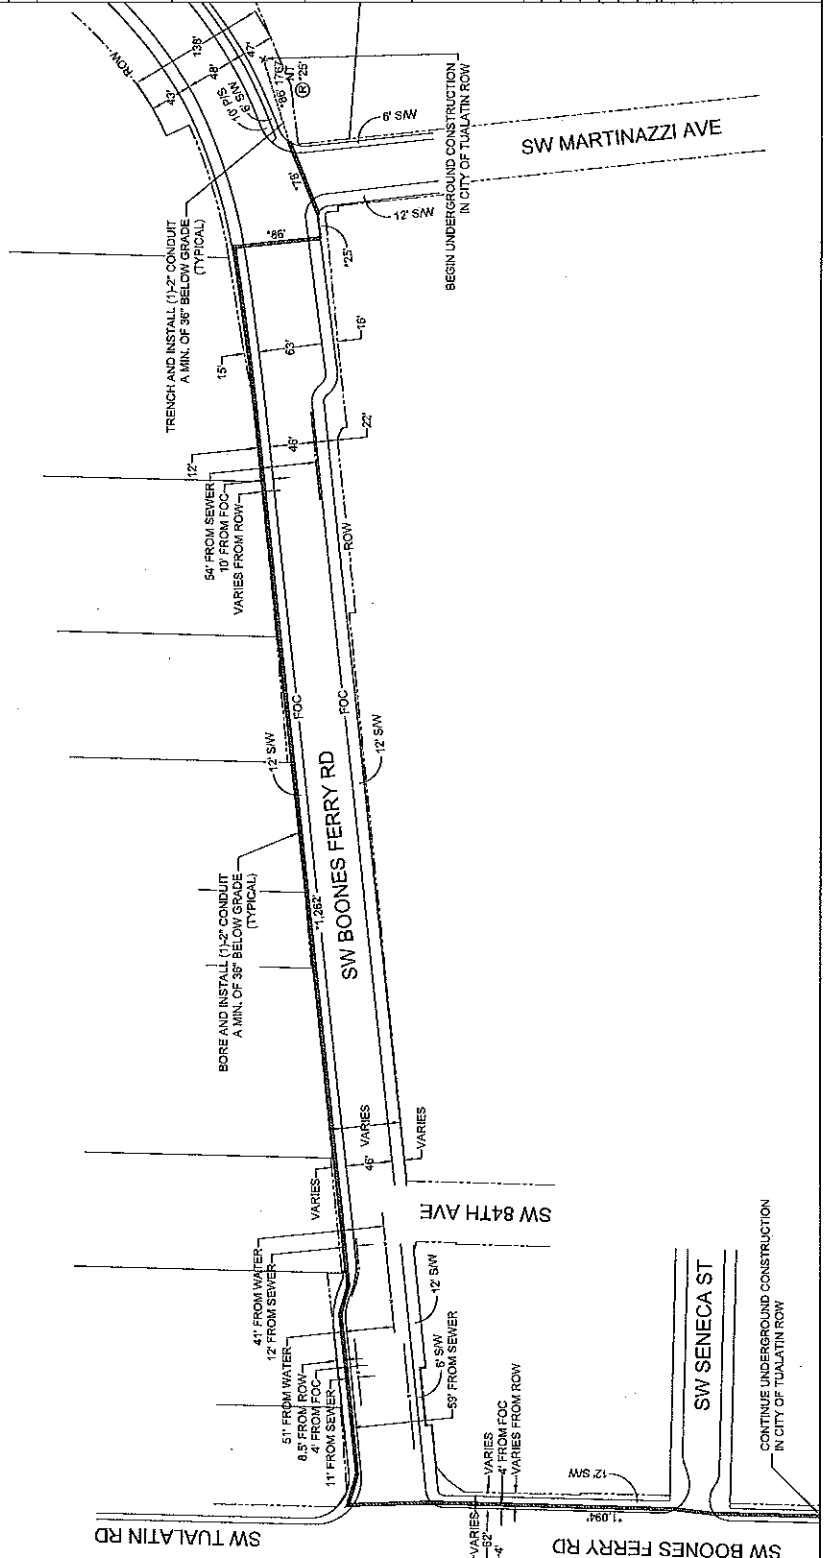 ROW
138'
43'
48'
47'
10' P/S
6' S/W
*86' 1767
NT
R *25'
6' S/W
SW MARTINAZZI AVE
BEGIN UNDERGROUND CONSTRUCTION
IN CITY OF TUALATIN ROW
12' S/W
*78'
*86'
*25'
TRENCH AND INSTALL (1)-2" CONDUIT
A MIN. OF 36" BELOW GRADE
(TYPICAL)
15'
63'
16'
12'
46'
22'
54' FROM SEWER
10' FROM FOC
VARIES FROM ROW
ROW
FOC
FOC
12' S/W
12' S/W
BORE AND INSTALL (1)-2" CONDUIT
A MIN. OF 36" BELOW GRADE
(TYPICAL)
*1,262'
SW BOONES FERRY RD
VARIES
VARIES
46'
VARIES
SW 84TH AVE
41' FROM WATER
12' FROM SEWER
51' FROM WATER
8.5' FROM ROW
4' FROM FOC
11' FROM SEWER
12' S/W
6' S/W
59' FROM SEWER
SW TUALATIN RD
VARIES
4' FROM FOC
VARIES FROM ROW
VARIES
62'
4'
12' S/W
*1,094'
SW SENECA ST
SW BOONES FERRY RD
CONTINUE UNDERGROUND CONSTRUCTION
IN CITY OF TUALATIN ROW